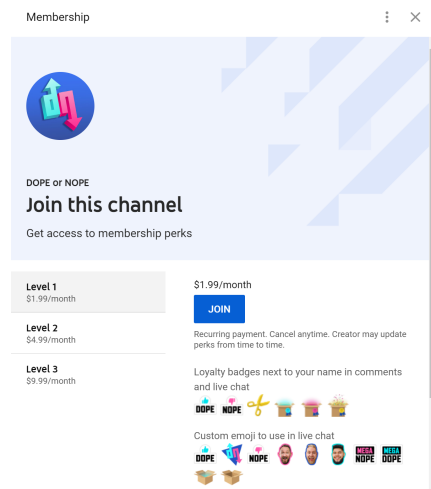 Membership
dn
DOPE or NOPE
Join this channel
Get access to membership perks
Level 1
$1.99/month
Level 2
$4.99/month
Level 3
$9.99/month
$1.99/month
JOIN
Recurring payment. Cancel anytime. Creator may update
perks from time to time.
Loyalty badges next to your name in comments
and live chat
DOPE NOPE
Custom emoji to use in live chat
DOPE dn NOPE MEGA NOPE MEGA DOPE